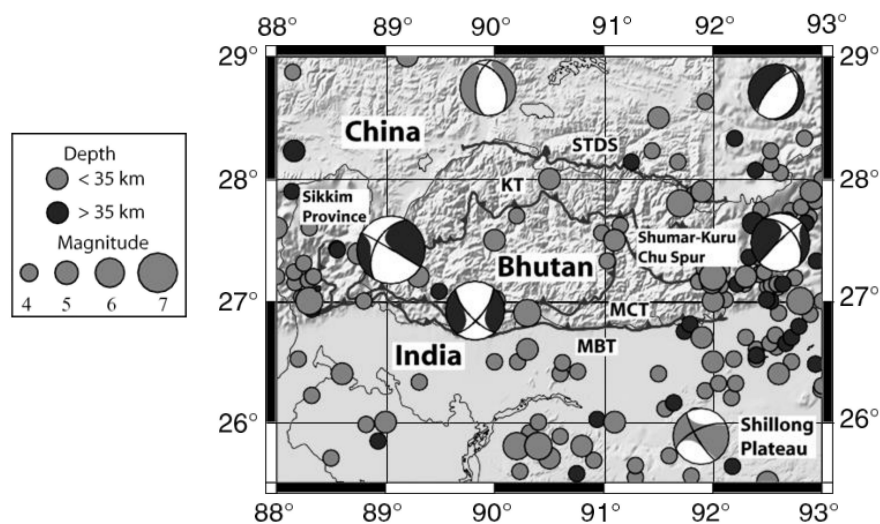 88° 89° 90° 91° 92° 93°
29° 29°
China
STDS
Depth
< 35 km
> 35 km
Magnitude
4 5 6 7
28° 28°
KT
Sikkim
Province
Shumar-Kuru
Chu Spur
Bhutan
27° 27°
MCT
MBT
India
26° 26°
Shillong
Plateau
88° 89° 90° 91° 92° 93°